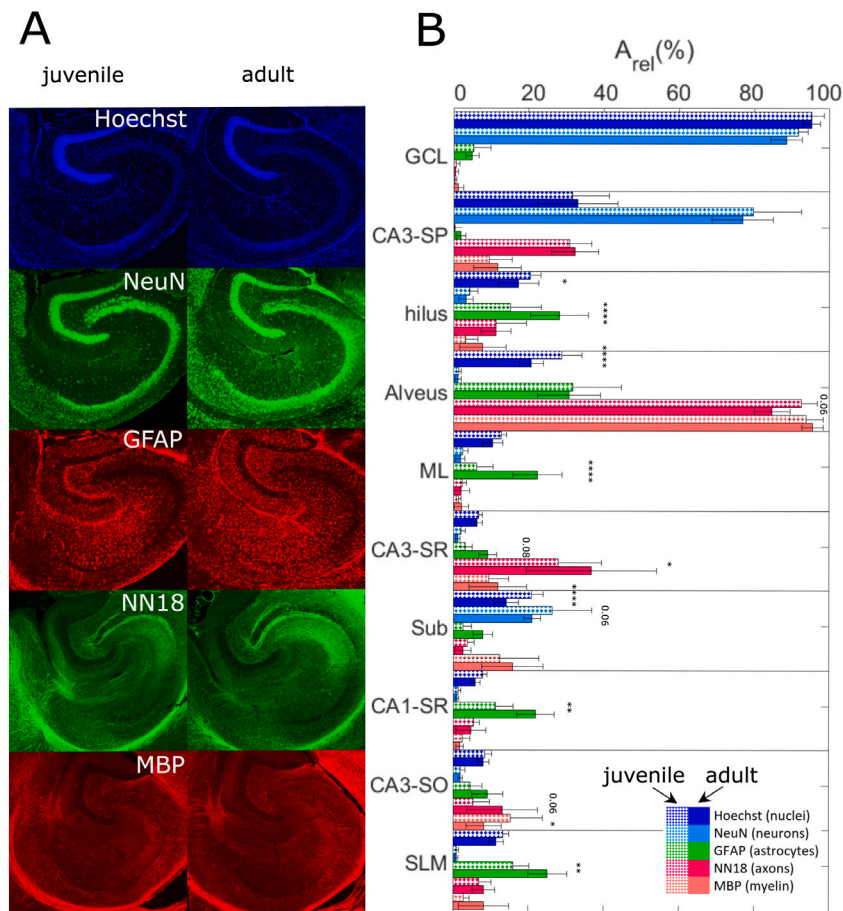 A
juvenile adult
Hoechst
NeuN
GFAP
NN18
MBP
B
A_rel(%)
0 20 40 60 80 100
GCL
CA3-SP
hilus
*
****
Alveus
****
0.06
ML
****
CA3-SR
0.08
*
Sub
****
0.06
CA1-SR
**
CA3-SO
0.06
*
SLM
**
juvenile adult
Hoechst (nuclei)
NeuN (neurons)
GFAP (astrocytes)
NN18 (axons)
MBP (myelin)